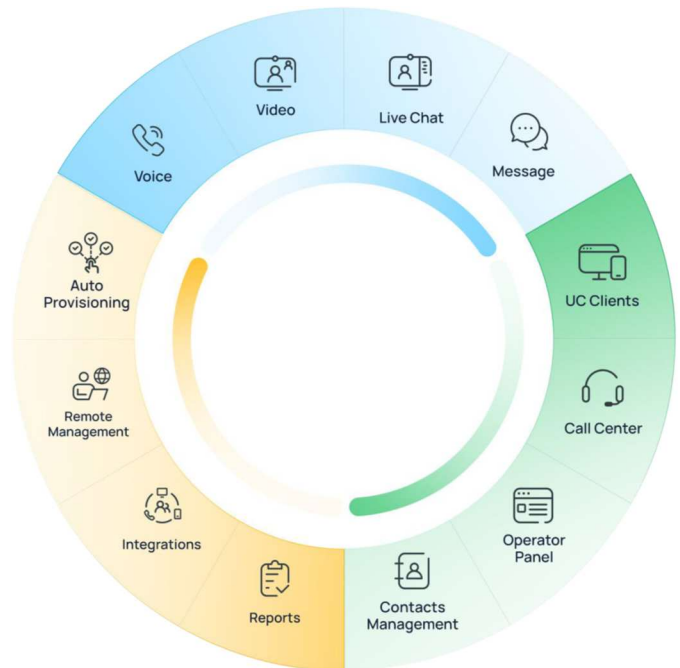 Video
Live Chat
Voice
Message
Auto
Provisioning
UC Clients
Remote
Management
Call Center
Integrations
Operator
Panel
Reports
Contacts
Management